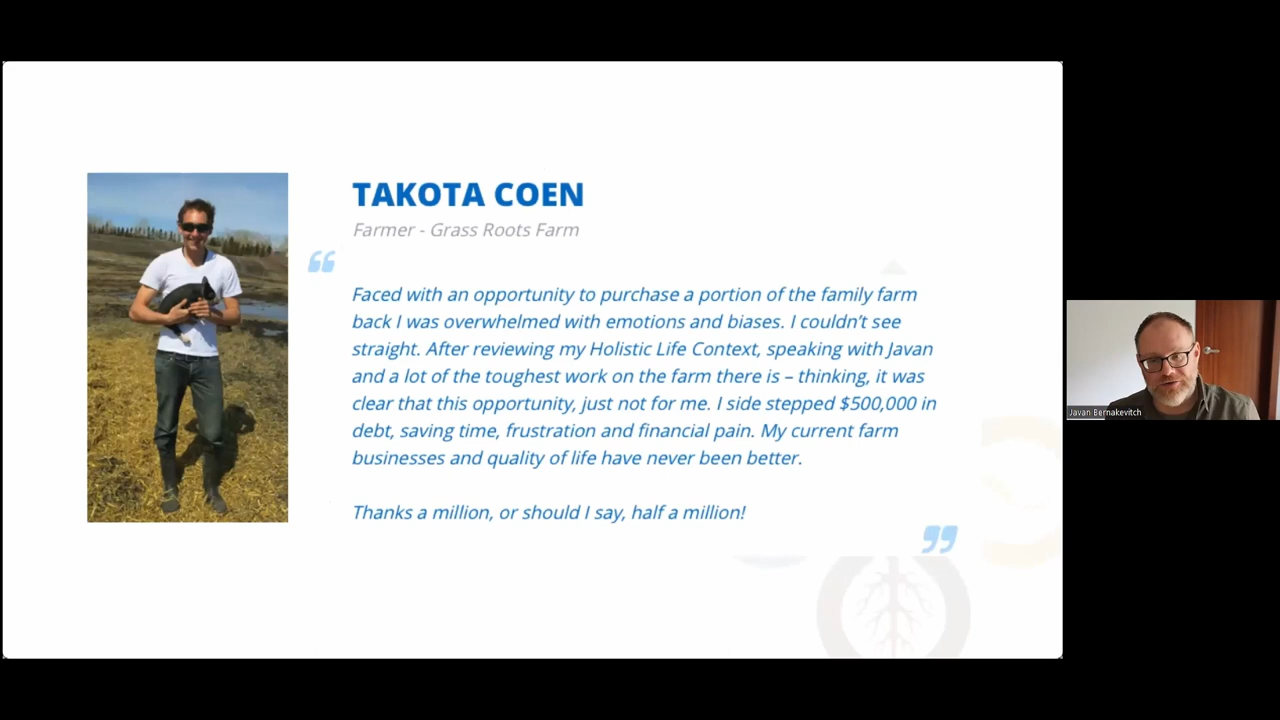 TAKOTA COEN
Farmer - Grass Roots Farm
“
Faced with an opportunity to purchase a portion of the family farm
back I was overwhelmed with emotions and biases. I couldn’t see
straight. After reviewing my Holistic Life Context, speaking with Javan
and a lot of the toughest work on the farm there is – thinking, it was
clear that this opportunity, just not for me. I side stepped $500,000 in
debt, saving time, frustration and financial pain. My current farm
businesses and quality of life have never been better.
Thanks a million, or should I say, half a million!
”
Javan Bernakevitch